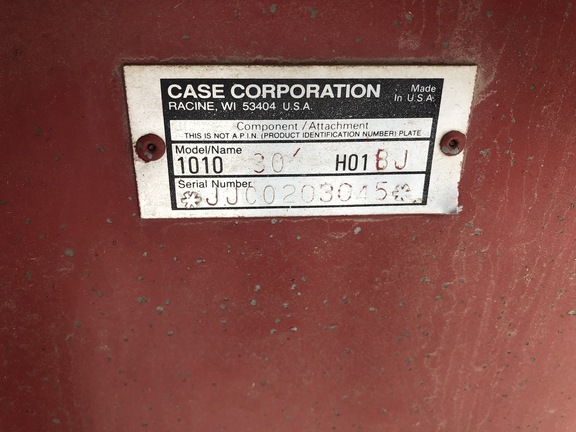 CASE CORPORATION
RACINE, WI 53404 U.S.A.
Made
In U.S.A.
Component/Attachment
THIS IS NOT A P.I.N. (PRODUCT IDENTIFICATION NUMBER) PLATE
Model/Name
1010 30' H01BJ
Serial Number
*JJC0203045*